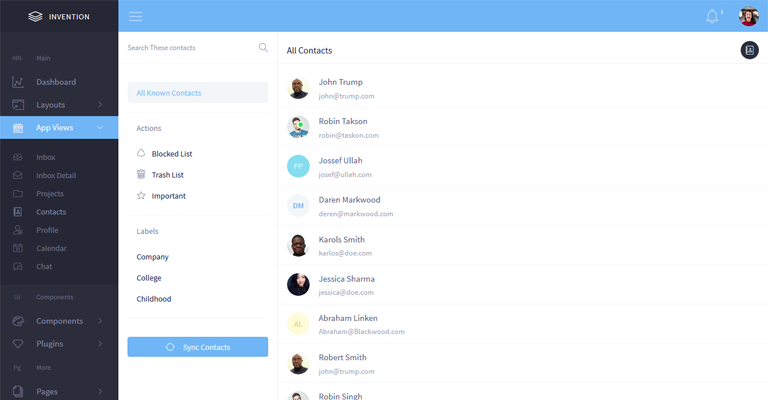 INVENTION
1
MN Main
Dashboard
Layouts
App Views
Inbox
Inbox Detail
Projects
Contacts
Profile
Calendar
Chat
UI Components
Components
Plugins
Pg More
Pages
Search These contacts
All Known Contacts
Actions
Blocked List
Trash List
Important
Labels
Company
College
Childhood
Sync Contacts
All Contacts
John Trump
john@trump.com
Robin Takson
robin@taskon.com
PP
Jossef Ullah
josef@ullah.com
DM
Daren Markwood
deren@markwood.com
Karols Smith
karlos@doe.com
Jessica Sharma
jessica@doe.com
AL
Abraham Linken
Abraham@Blackwood.com
Robert Smith
john@trump.com
Robin Singh